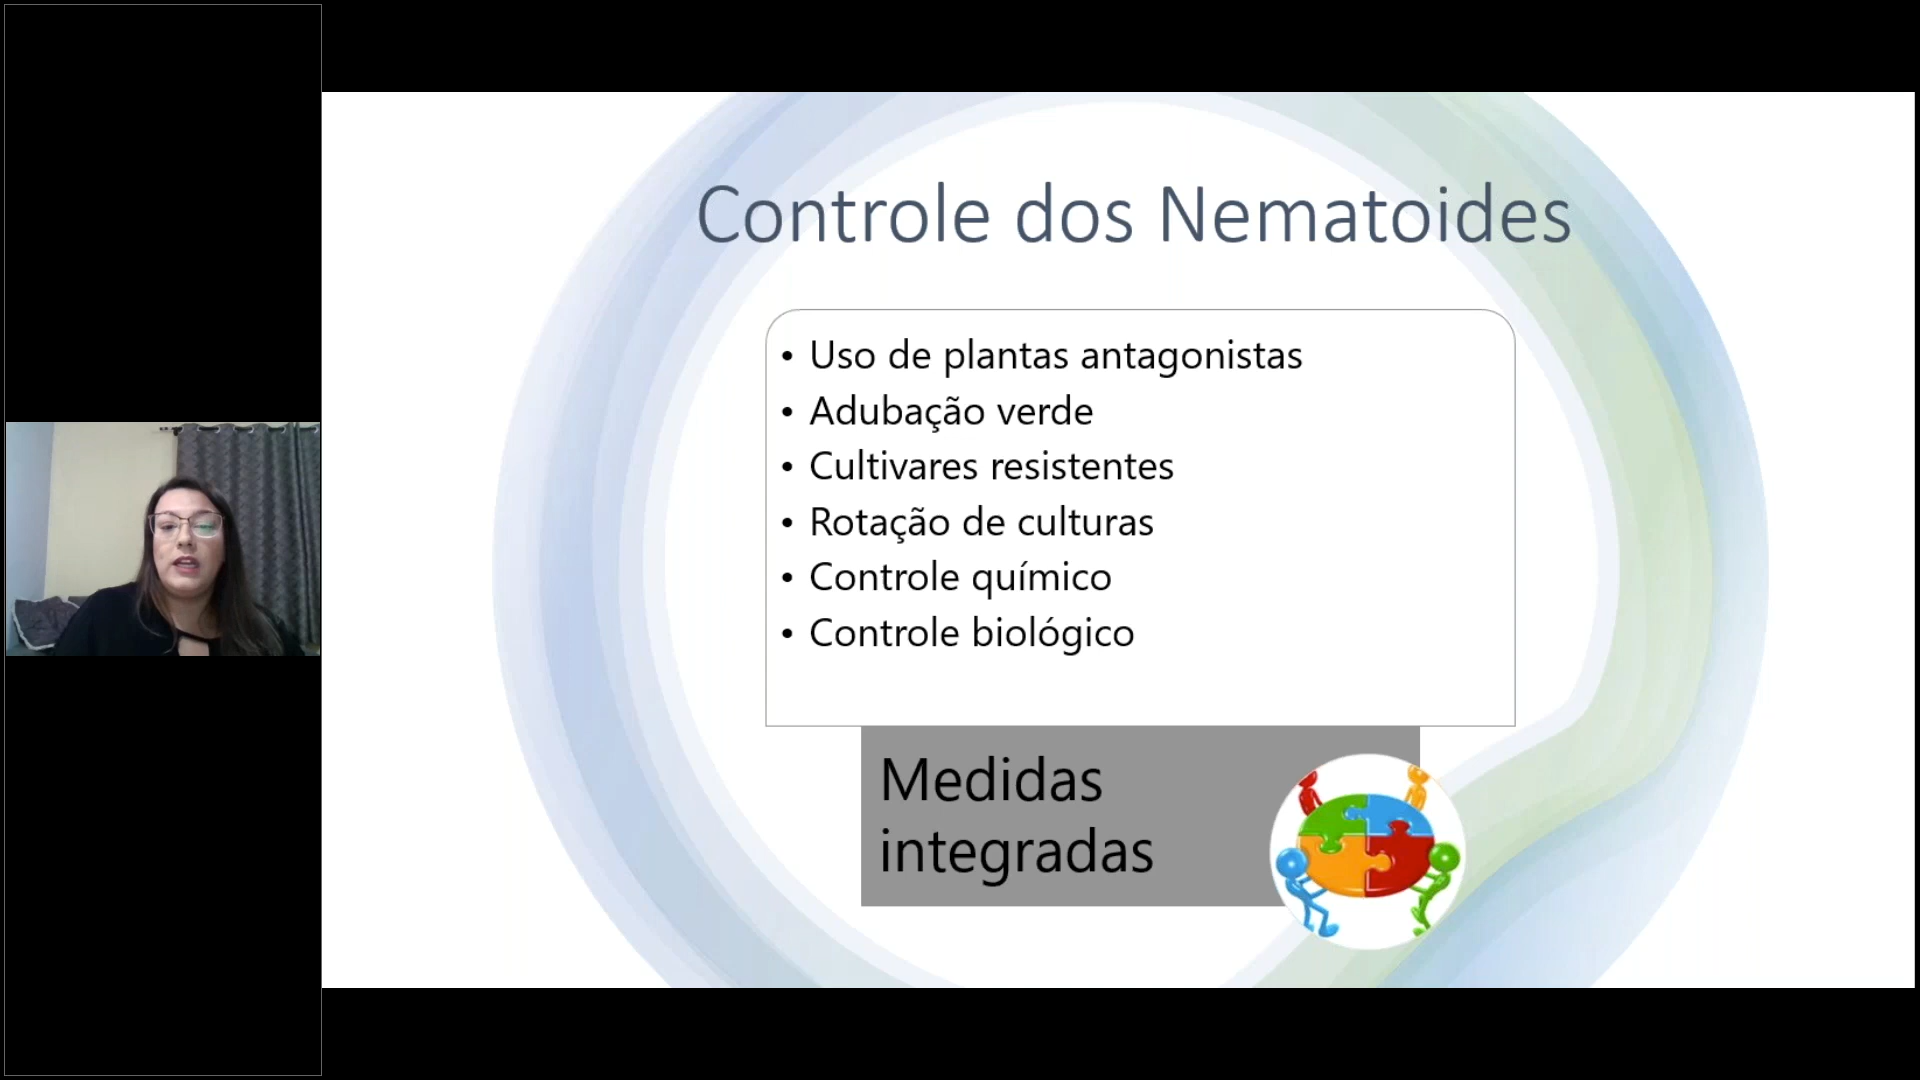 Controle dos Nematoides
• Uso de plantas antagonistas
• Adubação verde
• Cultivares resistentes
• Rotação de culturas
• Controle químico
• Controle biológico
Medidas
integradas